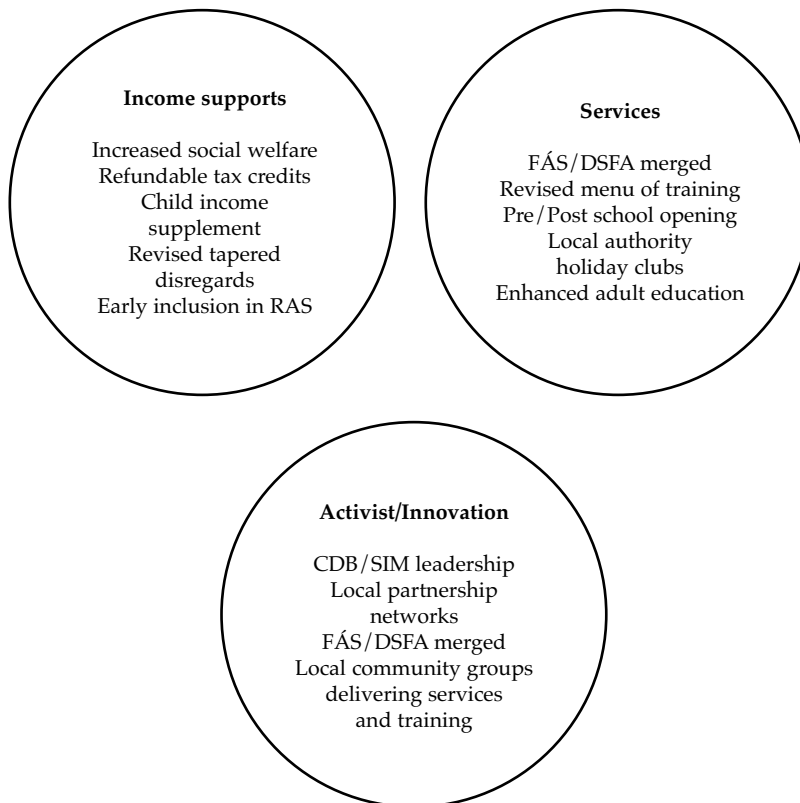 Income supports
Increased social welfare
Refundable tax credits
Child income
supplement
Revised tapered
disregards
Early inclusion in RAS
Services
FÁS/DSFA merged
Revised menu of training
Pre/Post school opening
Local authority
holiday clubs
Enhanced adult education
Activist/Innovation
CDB/SIM leadership
Local partnership
networks
FÁS/DSFA merged
Local community groups
delivering services
and training